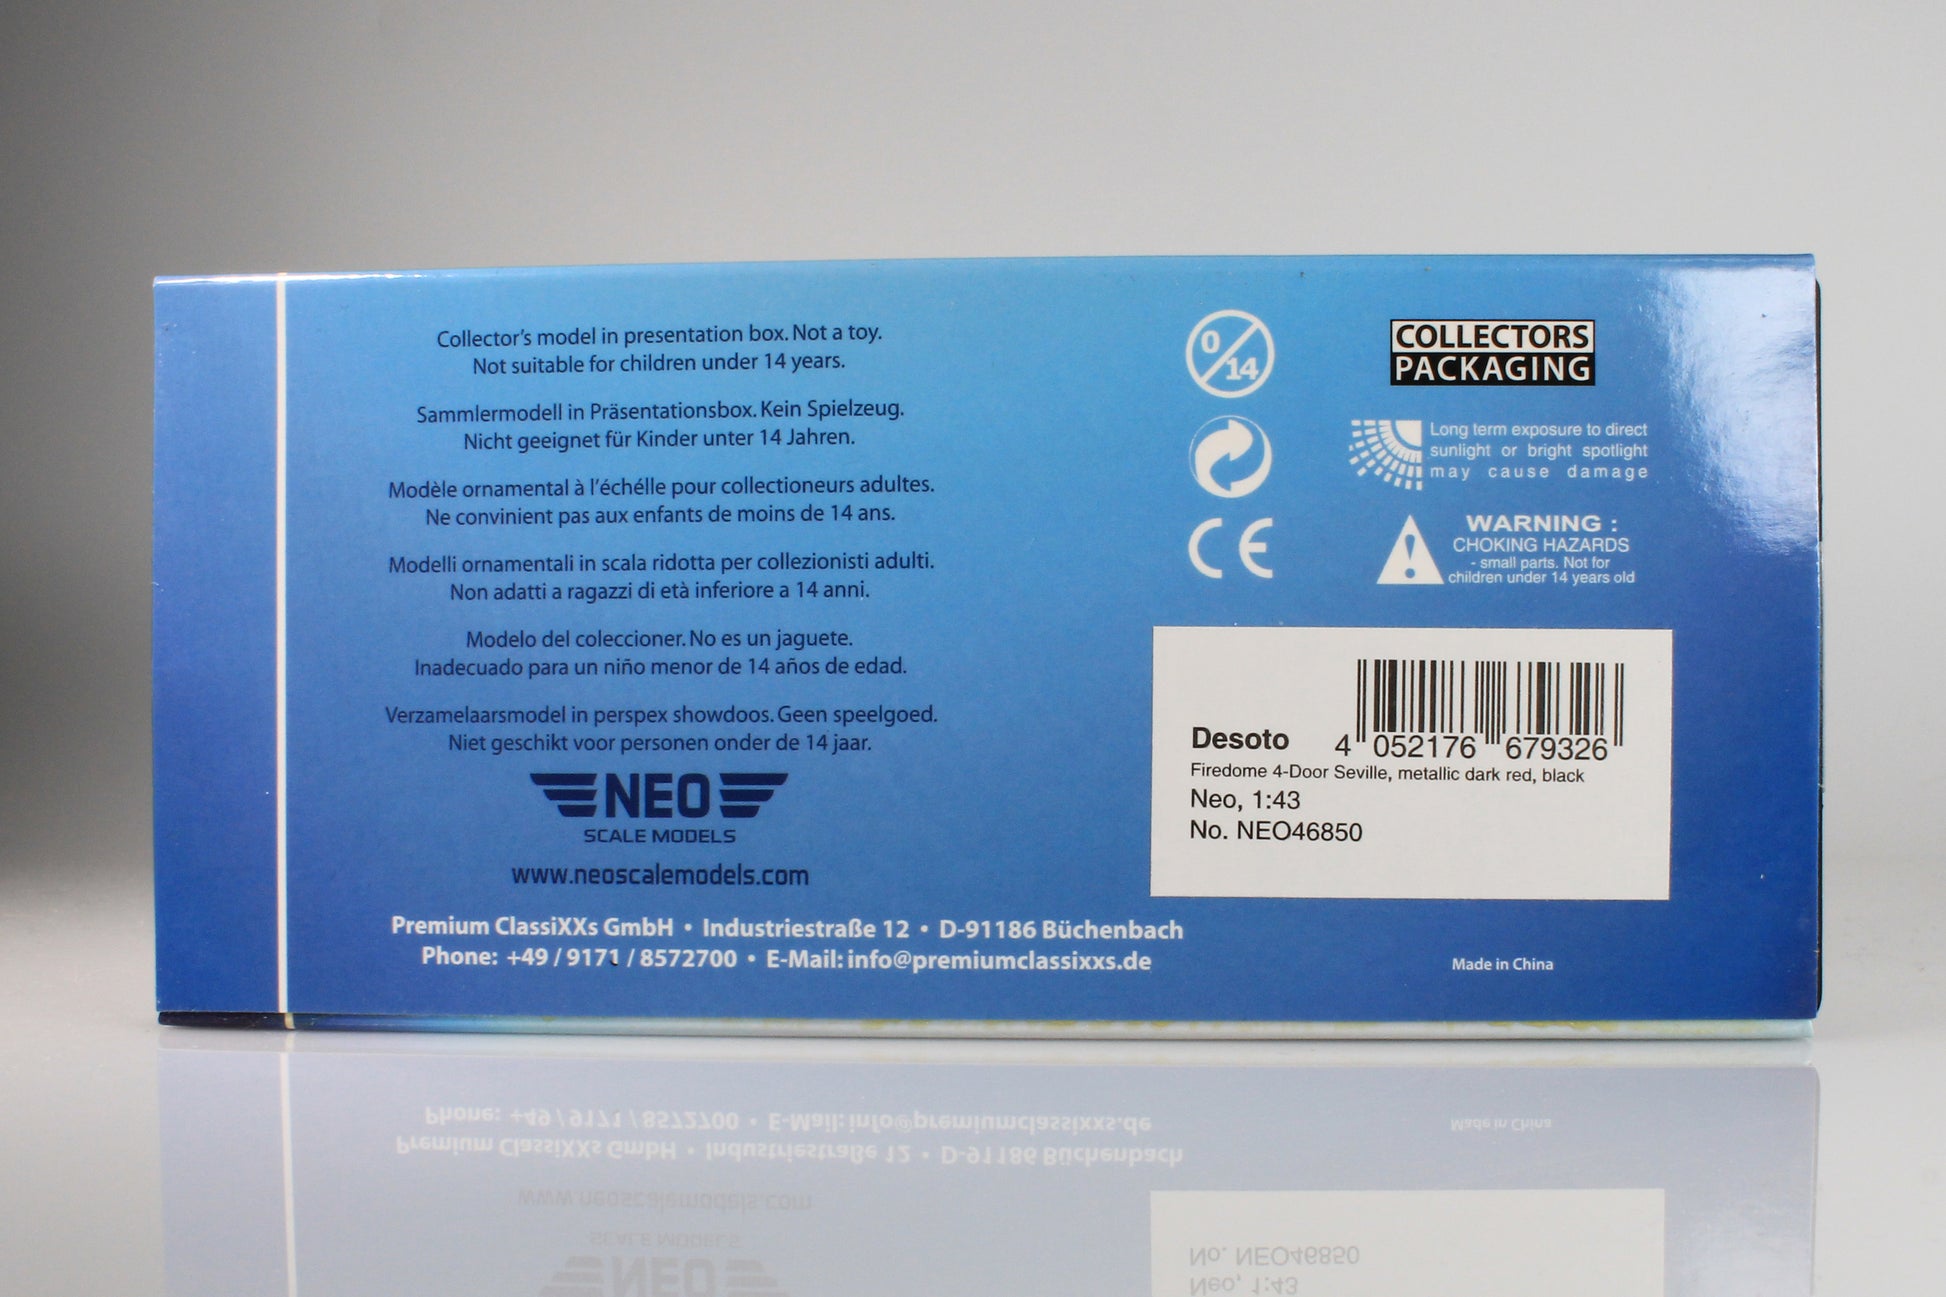 Collector's model in presentation box. Not a toy.
Not suitable for children under 14 years.
Sammlermodell in Präsentationsbox. Kein Spielzeug.
Nicht geeignet für Kinder unter 14 Jahren.
Modèle ornamental à l'échélle pour collectioneurs adultes.
Ne convinient pas aux enfants de moins de 14 ans.
Modelli ornamentali in scala ridotta per collezionisti adulti.
Non adatti a ragazzi di età inferiore a 14 anni.
Modelo del coleccioner. No es un jaguete.
Inadecuado para un niño menor de 14 años de edad.
Verzamelaarsmodel in perspex showdoos. Geen speelgoed.
Niet geschikt voor personen onder de 14 jaar.
NEO
SCALE MODELS
www.neoscalemodels.com
Premium ClassiXXs GmbH • Industriestraße 12 • D-91186 Büchenbach
Phone: +49 / 9171 / 8572700 • E-Mail: info@premiumclassixxs.de
0
14
CE
COLLECTORS
PACKAGING
Long term exposure to direct
sunlight or bright spotlight
may cause damage
WARNING :
CHOKING HAZARDS
- small parts. Not for
children under 14 years old
Desoto
4 052176 679326
Firedome 4-Door Seville, metallic dark red, black
Neo, 1:43
No. NEO46850
Made in China